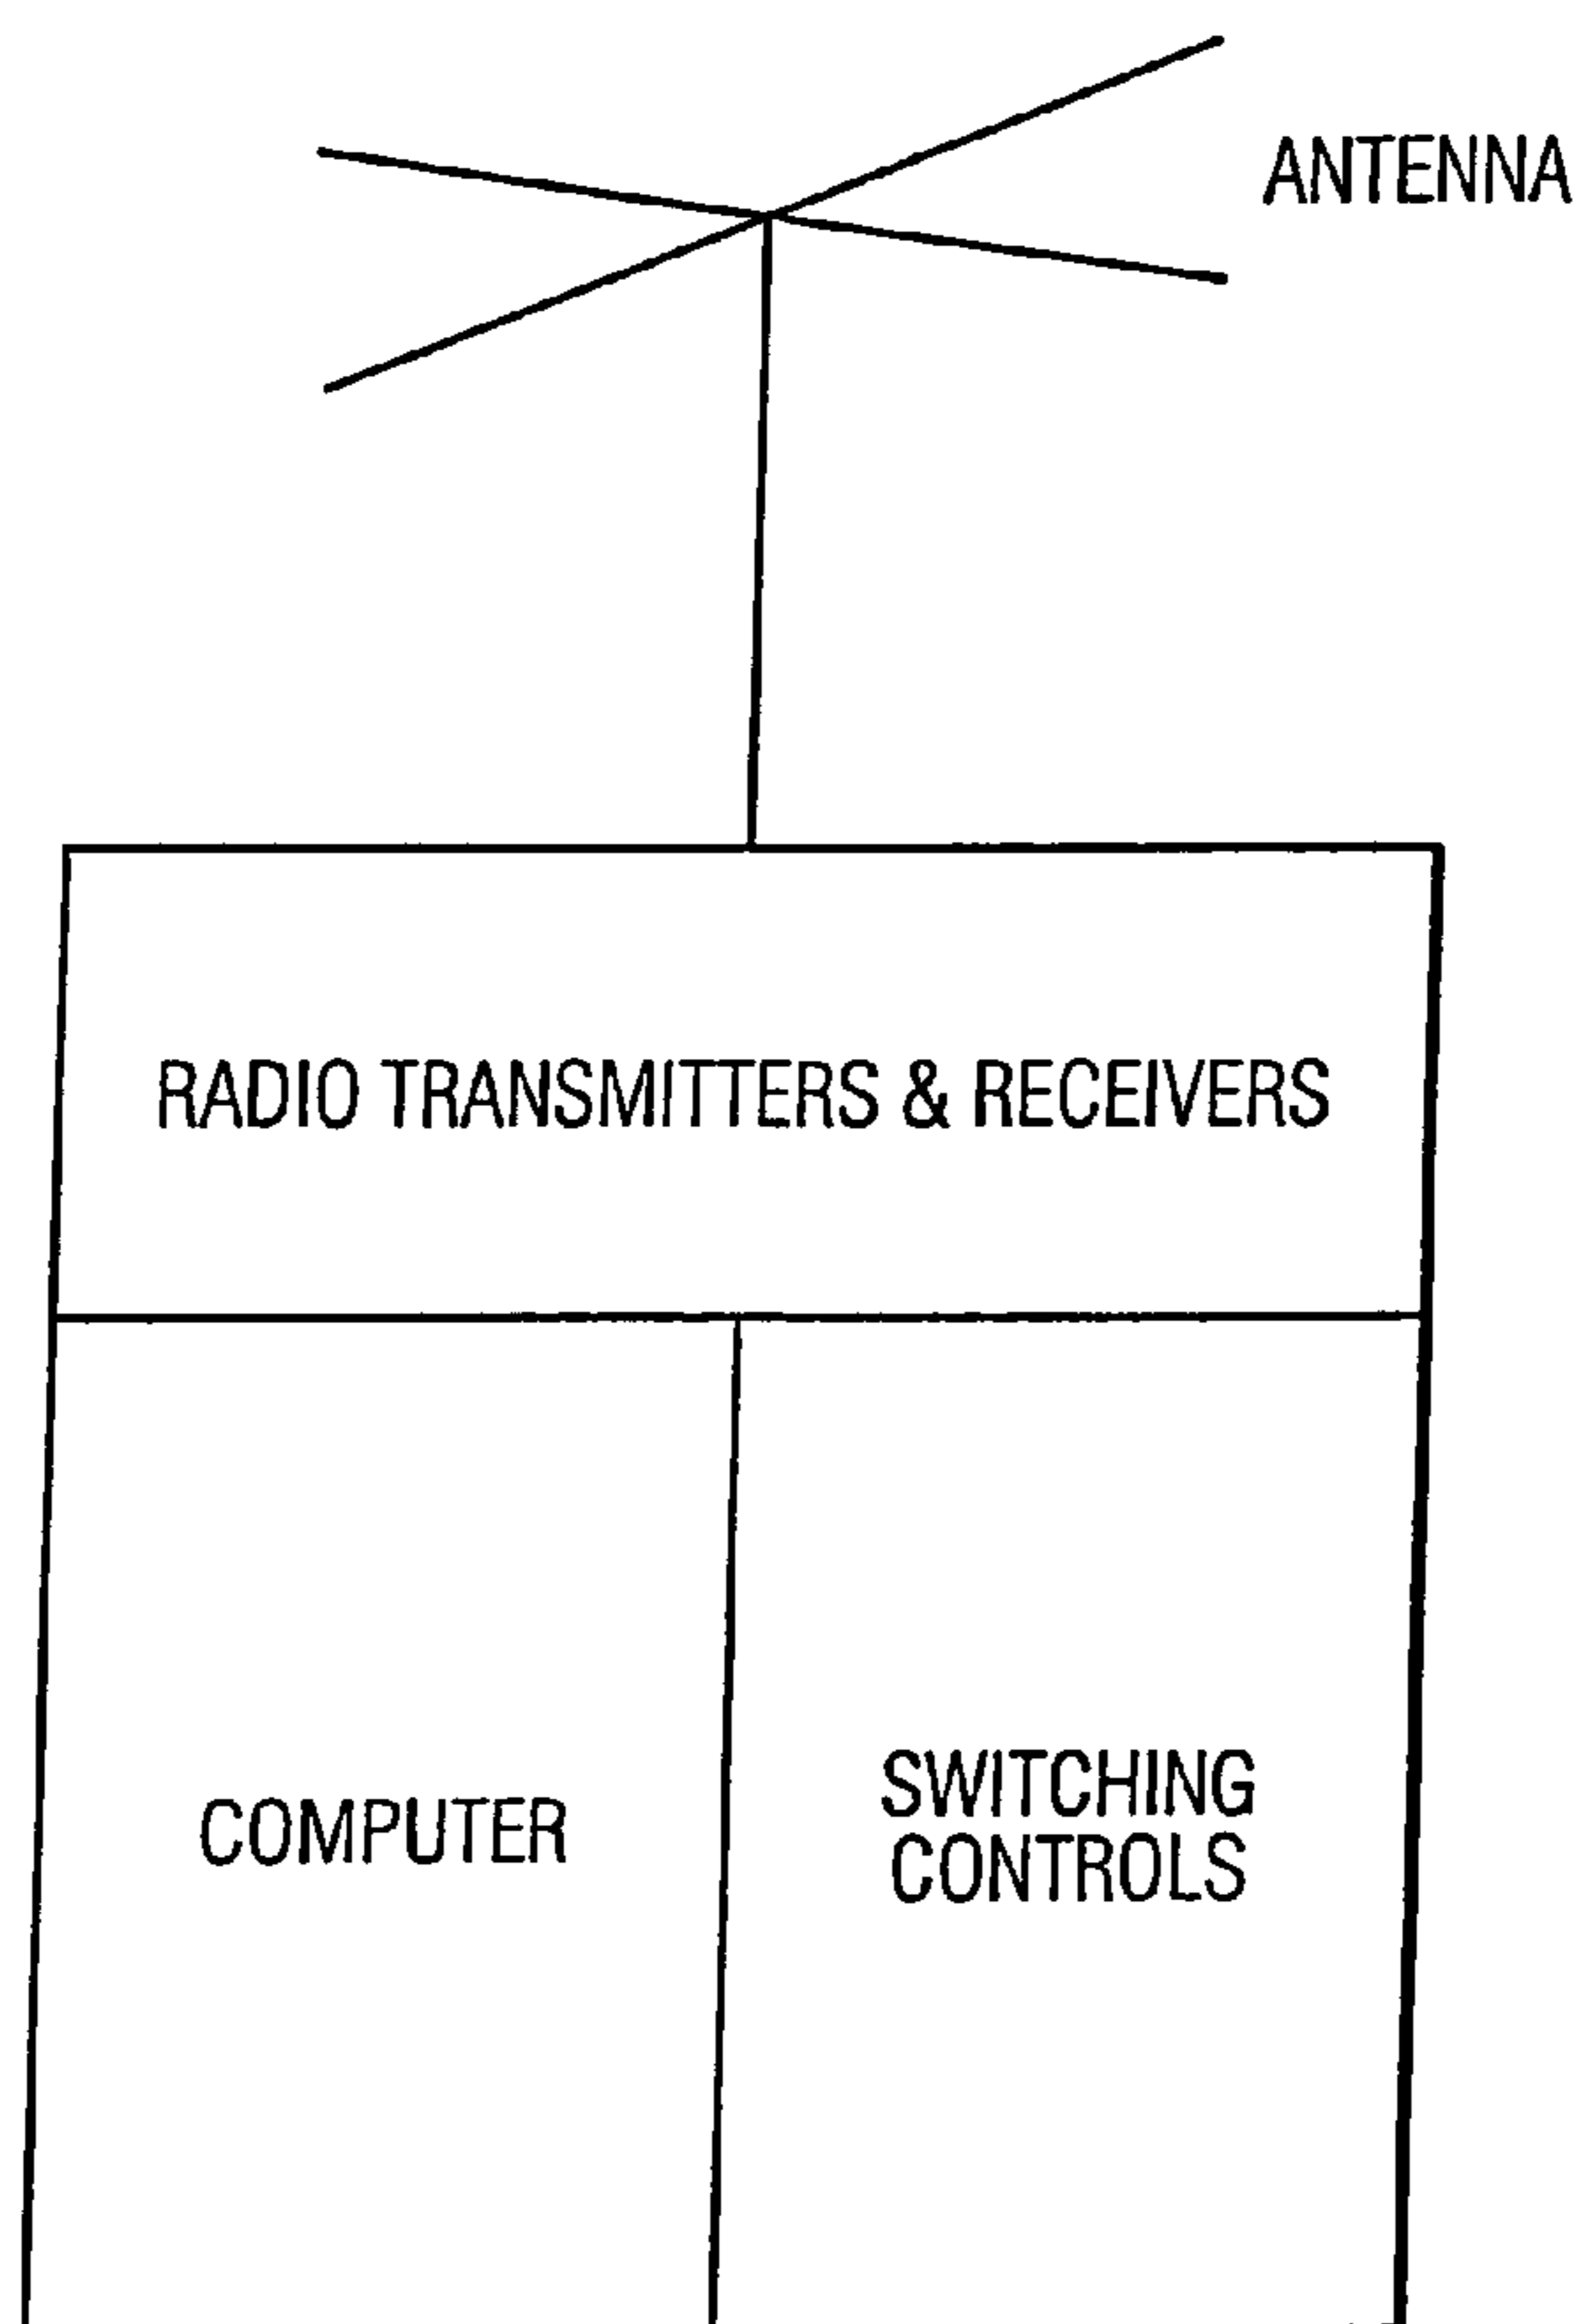 ANTENNA
RADIO TRANSMITTERS & RECEIVERS
COMPUTER
SWITCHING
CONTROLS